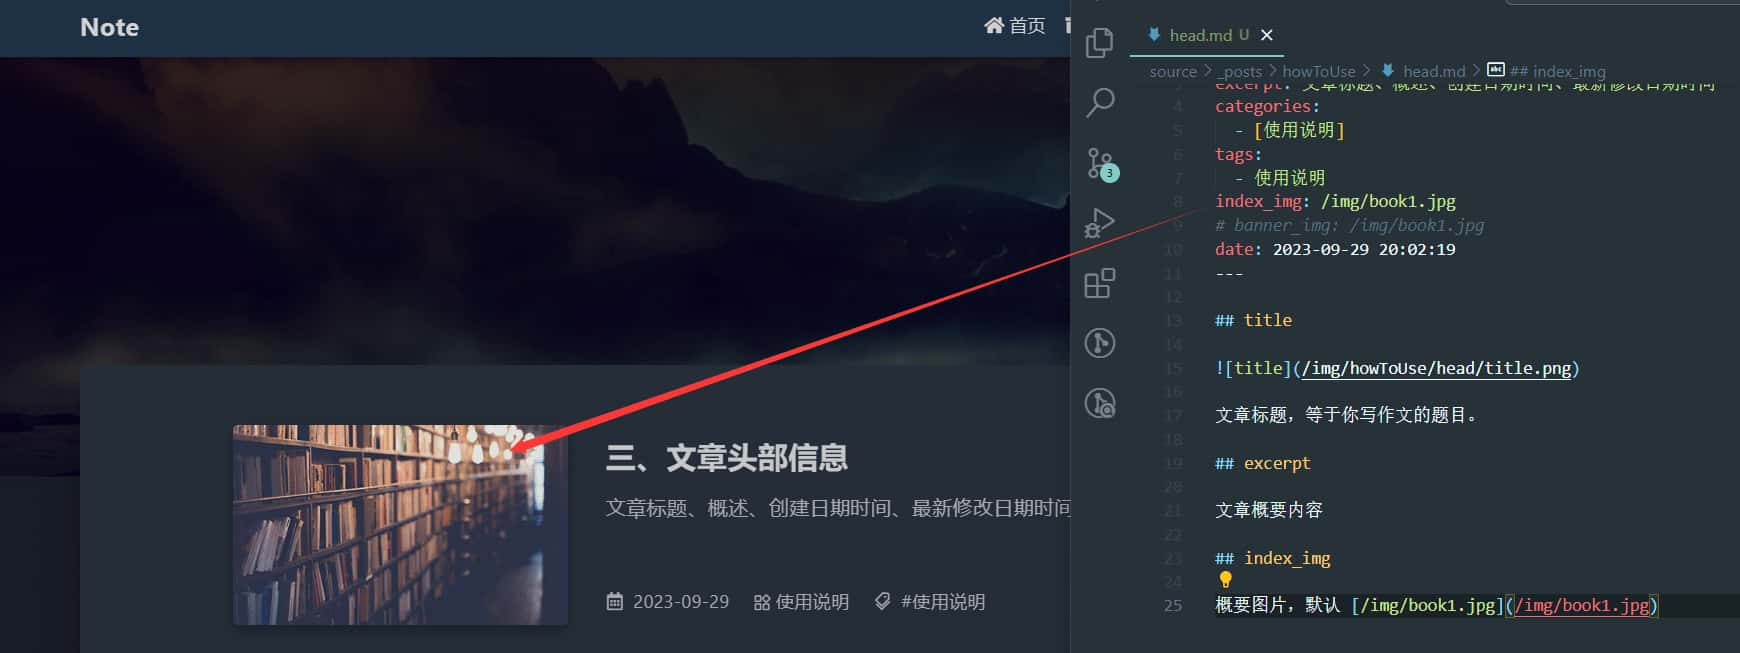 Note
首页
三、文章头部信息
文章标题、概述、创建日期时间、最新修改日期时间
2023-09-29 使用说明 #使用说明
head.md U
source > _posts > howToUse > head.md > ## index_img
3
excerpt: 文章标题、概述、创建日期时间、最新修改日期时间
4 categories:
5 - [使用说明]
6 tags:
7 - 使用说明
8 index_img: /img/book1.jpg
9 # banner_img: /img/book1.jpg
10 date: 2023-09-29 20:02:19
11 ---
12
13 ## title
14
15 ![title](/img/howToUse/head/title.png)
16
17 文章标题，等于你写作文的题目。
18
19 ## excerpt
20
21 文章概要内容
22
23 ## index_img
24
25 概要图片，默认 [/img/book1.jpg](/img/book1.jpg)